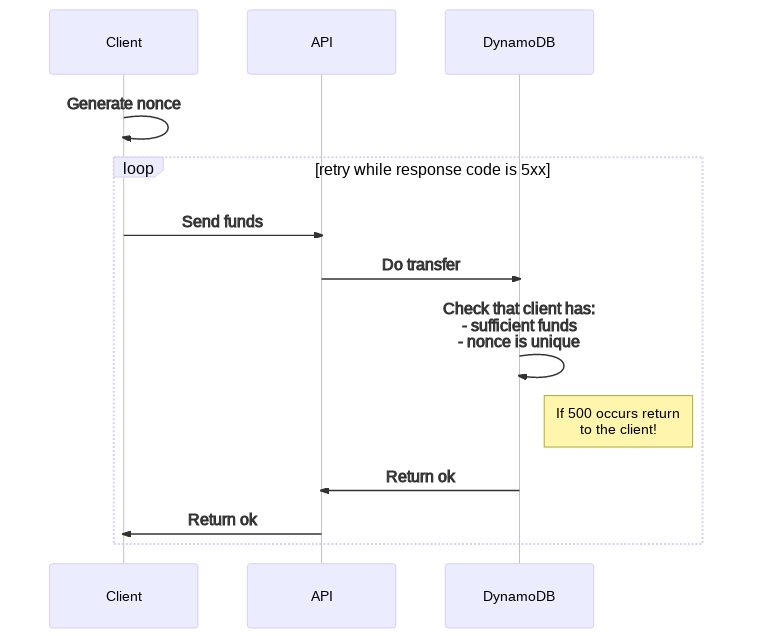 Client
API
DynamoDB
Generate nonce
loop
[retry while response code is 5xx]
Send funds
Do transfer
Check that client has:
- sufficient funds
- nonce is unique
If 500 occurs return
to the client!
Return ok
Return ok
Client
API
DynamoDB